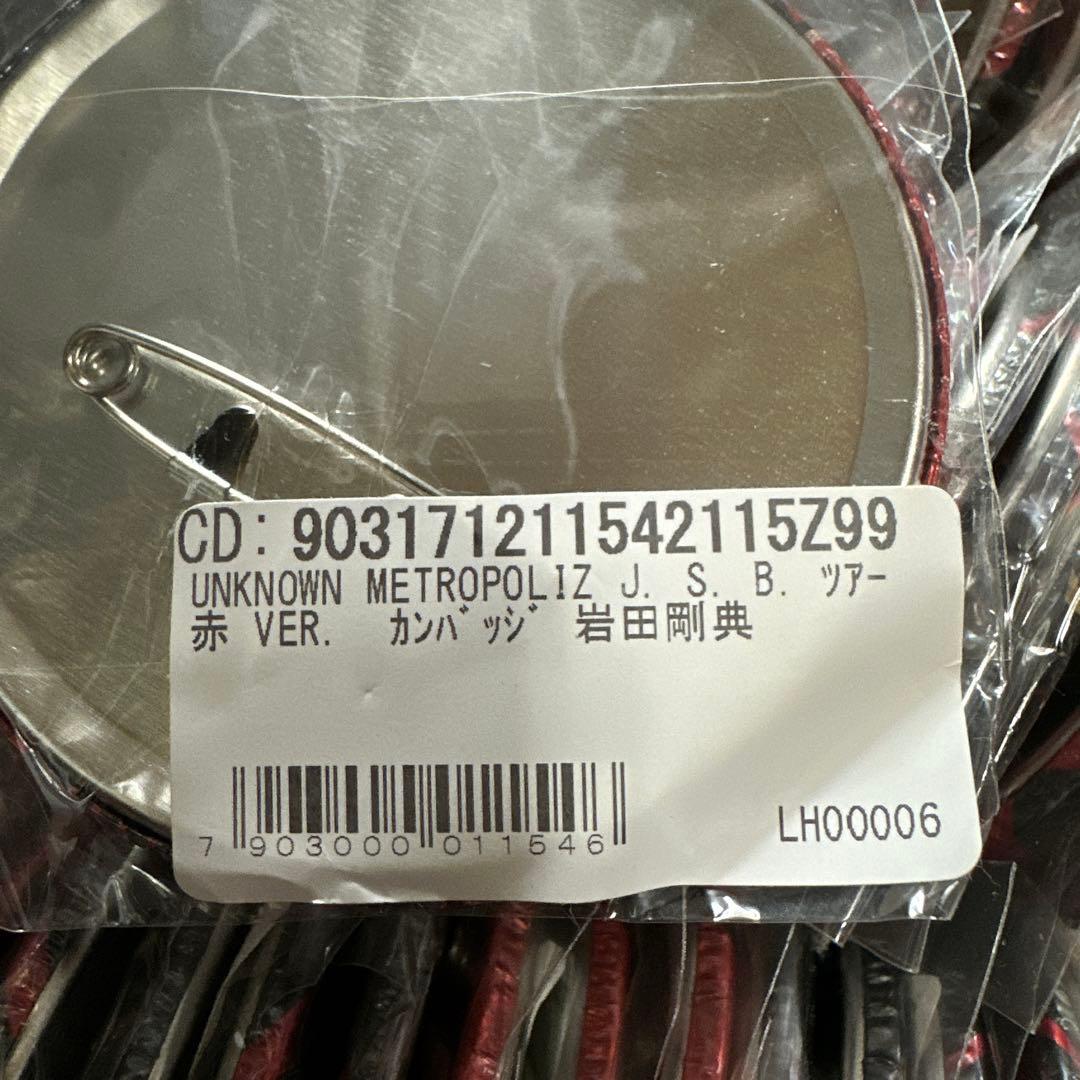 CD: 903171211542115Z99
UNKNOWN METROPOLIZ J. S. B. ﾂｱｰ
赤 VER. ｶﾝﾊﾞｯｼﾞ 岩田剛典
7 903000 011546
LH00006